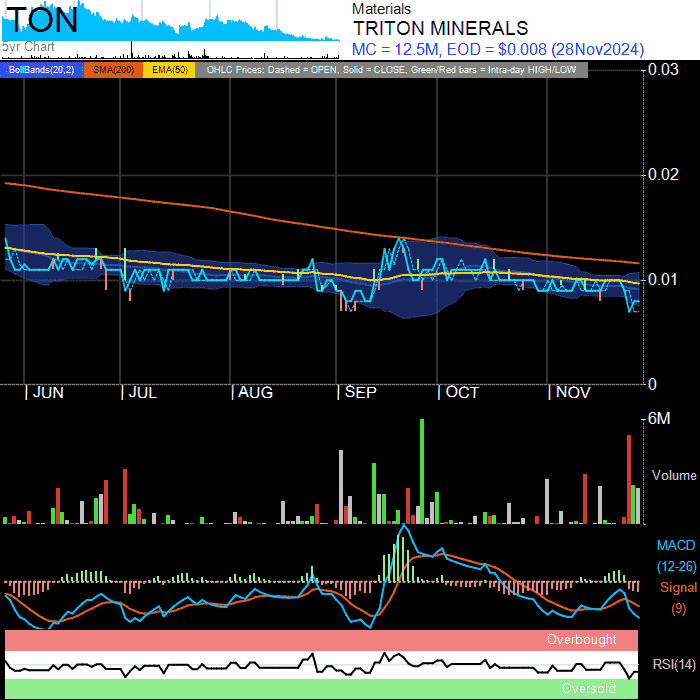 TON
5yr Chart
Materials
TRITON MINERALS
MC = 12.5M, EOD = $0.008 (28Nov2024)
BollBands(20,2) SMA(200) EMA(50) OHLC Prices: Dashed = OPEN, Solid = CLOSE, Green/Red bars = Intra-day HIGH/LOW
0.03
0.02
0.01
0
JUN JUL AUG SEP OCT NOV
6M
Volume
MACD
(12-26)
Signal
(9)
Overbought
RSI(14)
Oversold